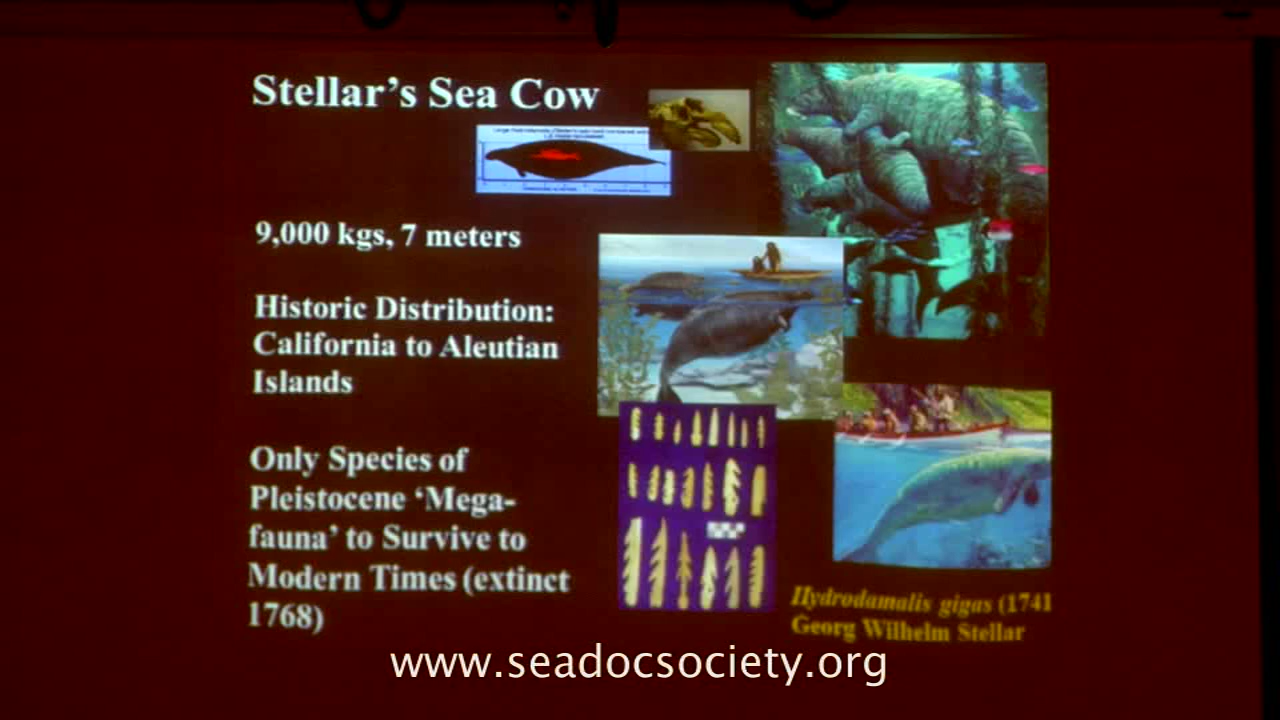 Stellar's Sea Cow
9,000 kgs, 7 meters
Historic Distribution:
California to Aleutian
Islands
Only Species of
Pleistocene ‘Mega-
fauna’ to Survive to
Modern Times (extinct
1768)
Hydrodamalis gigas (1741
Georg Wilhelm Stellar
www.seadocsociety.org